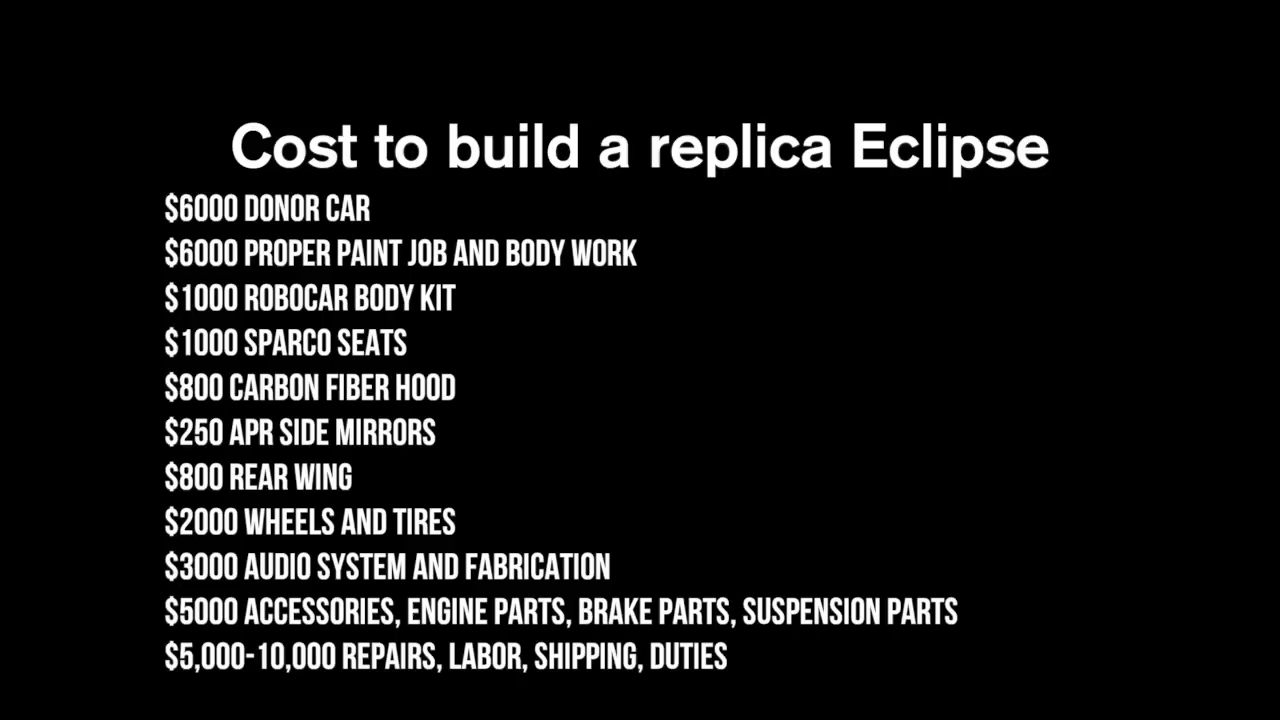 Cost to build a replica Eclipse
$6000 DONOR CAR
$6000 PROPER PAINT JOB AND BODY WORK
$1000 ROBOCAR BODY KIT
$1000 SPARCO SEATS
$800 CARBON FIBER HOOD
$250 APR SIDE MIRRORS
$800 REAR WING
$2000 WHEELS AND TIRES
$3000 AUDIO SYSTEM AND FABRICATION
$5000 ACCESSORIES, ENGINE PARTS, BRAKE PARTS, SUSPENSION PARTS
$5,000-10,000 REPAIRS, LABOR, SHIPPING, DUTIES